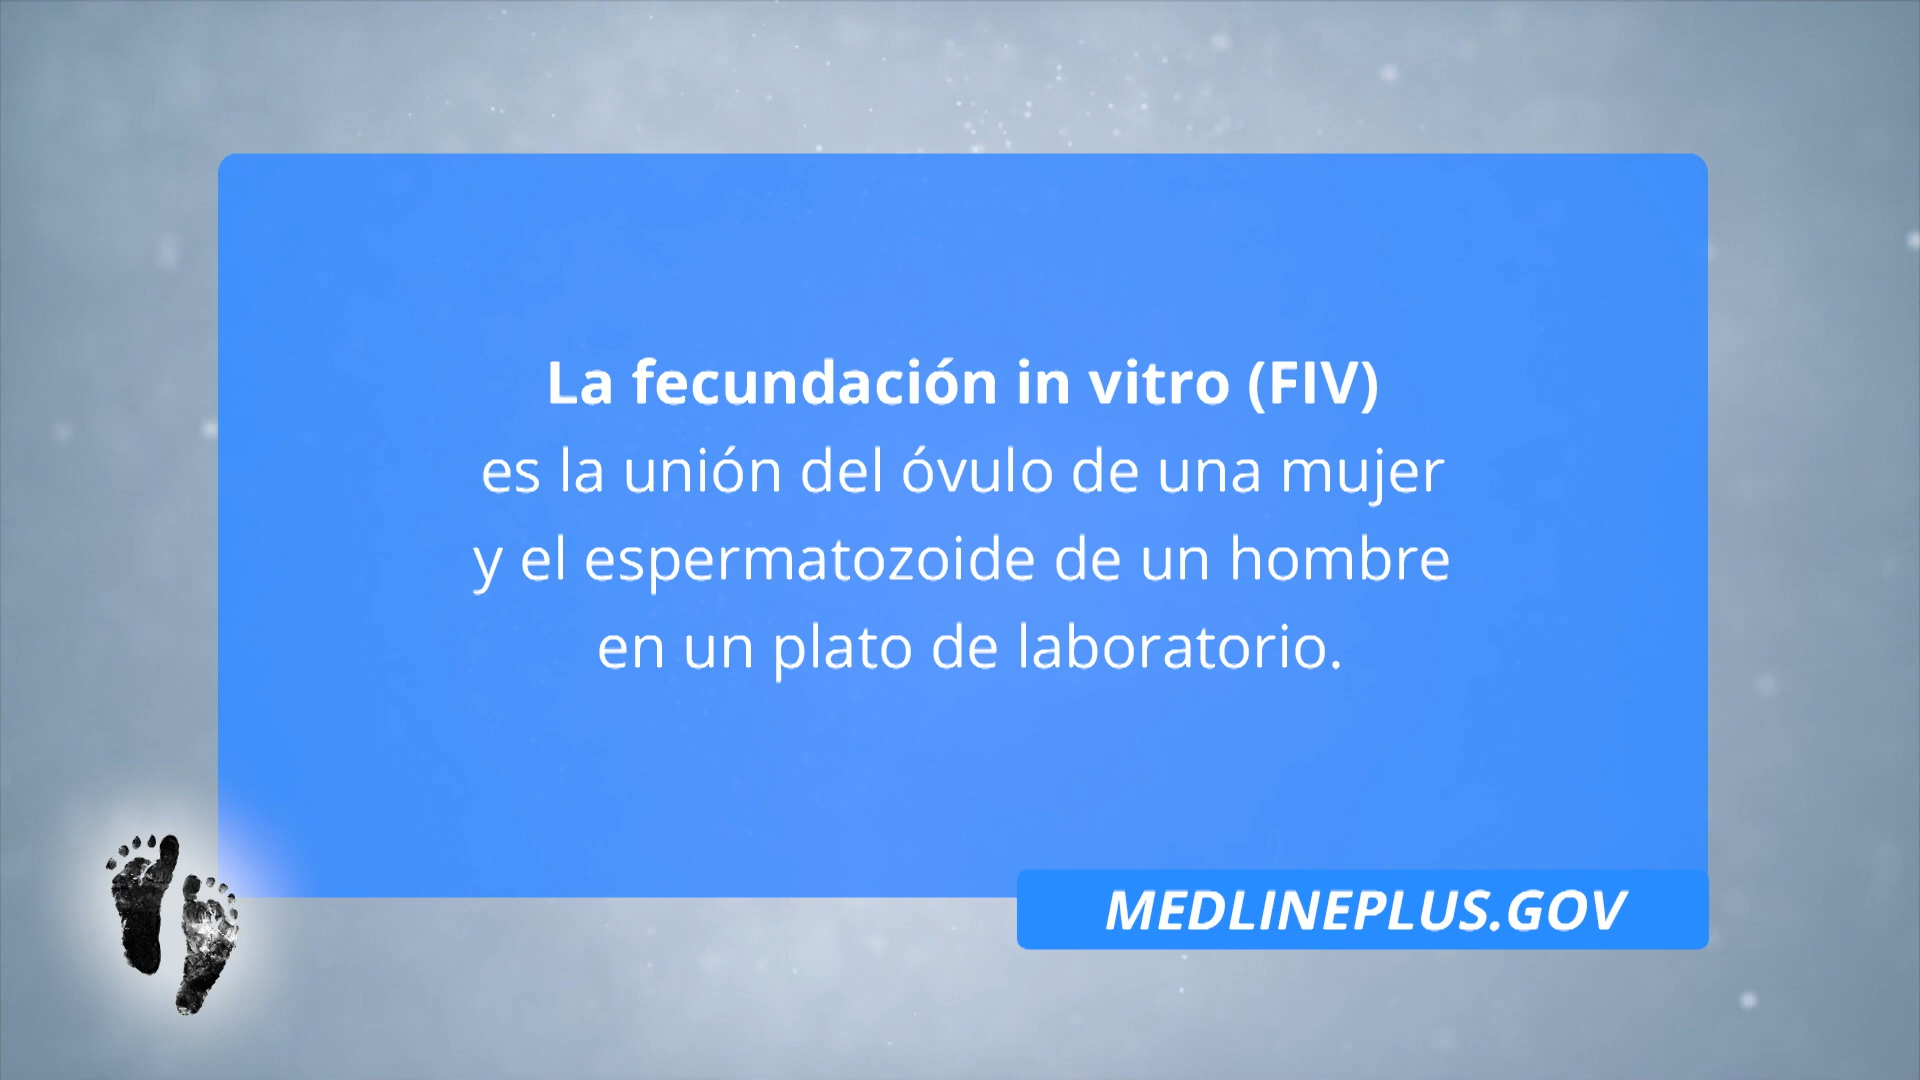 La fecundación in vitro (FIV)
es la unión del óvulo de una mujer
y el espermatozoide de un hombre
en un plato de laboratorio.
MEDLINEPLUS.GOV